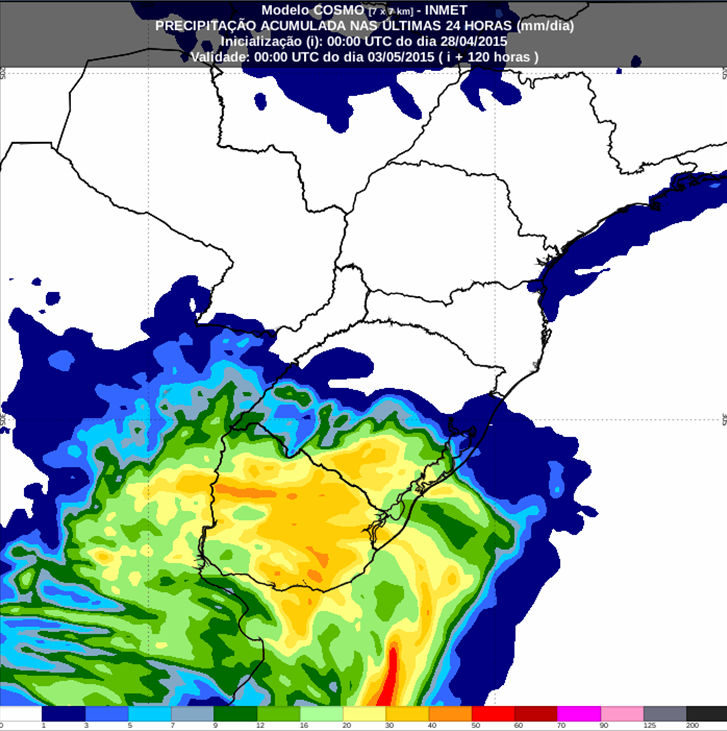 Modelo COSMO [7 x 7 km] - INMET
PRECIPITAÇÃO ACUMULADA NAS ÚLTIMAS 24 HORAS (mm/dia)
Inicialização (i): 00:00 UTC do dia 28/04/2015
Validade: 00:00 UTC do dia 03/05/2015 ( i + 120 horas )
0 1 3 5 7 9 12 16 20 30 40 50 60 70 90 125 200